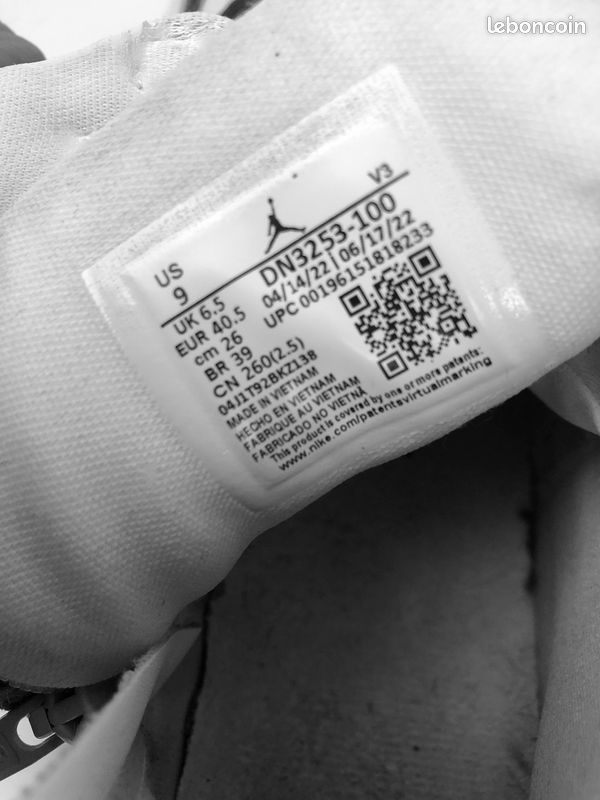 leboncoin
V3
US
9
DN3253-100
04/14/22 | 06/17/22
UPC 00196151818233
UK 6.5
EUR 40.5
cm 26
BR 39
CN 260(2.5)
04J1T92BKZ138
MADE IN VIETNAM
HECHO EN VIETNAM
FABRIQUE AU VIETNAM
FABRICADO NO VIETNÃ
This product is covered by one or more patents:
www.nike.com/patentsvirtualmarking